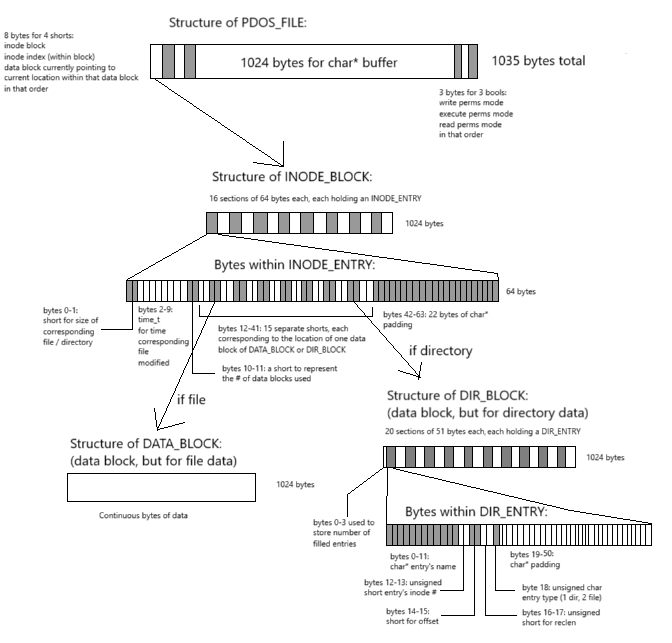 Structure of PDOS_FILE:
8 bytes for 4 shorts:
inode block
inode index (within block)
data block currently pointing to
current location within that data block
in that order
1024 bytes for char* buffer
1035 bytes total
3 bytes for 3 bools:
write perms mode
execute perms mode
read perms mode
in that order
Structure of INODE_BLOCK:
16 sections of 64 bytes each, each holding an INODE_ENTRY
1024 bytes
Bytes within INODE_ENTRY:
64 bytes
bytes 0-1:
short for size of
corresponding
file / directory
bytes 2-9:
time_t
for time
corresponding
file
modified
bytes 12-41: 15 separate shorts, each
corresponding to the location of one data
block of DATA_BLOCK or DIR_BLOCK
bytes 42-63: 22 bytes of char*
padding
bytes 10-11: a short to represent
the # of data blocks used
if directory
if file
Structure of DIR_BLOCK:
(data block, but for directory data)
20 sections of 51 bytes each, each holding a DIR_ENTRY
1024 bytes
Structure of DATA_BLOCK:
(data block, but for file data)
1024 bytes
Continuous bytes of data
bytes 0-3 used to
store number of
filled entries
Bytes within DIR_ENTRY:
bytes 0-11:
char* entry's name
bytes 19-50:
char* padding
bytes 12-13: unsigned
short entry's inode #
byte 18: unsigned char
entry type (1 dir, 2 file)
bytes 14-15:
short for offset
bytes 16-17: unsigned
short for reclen